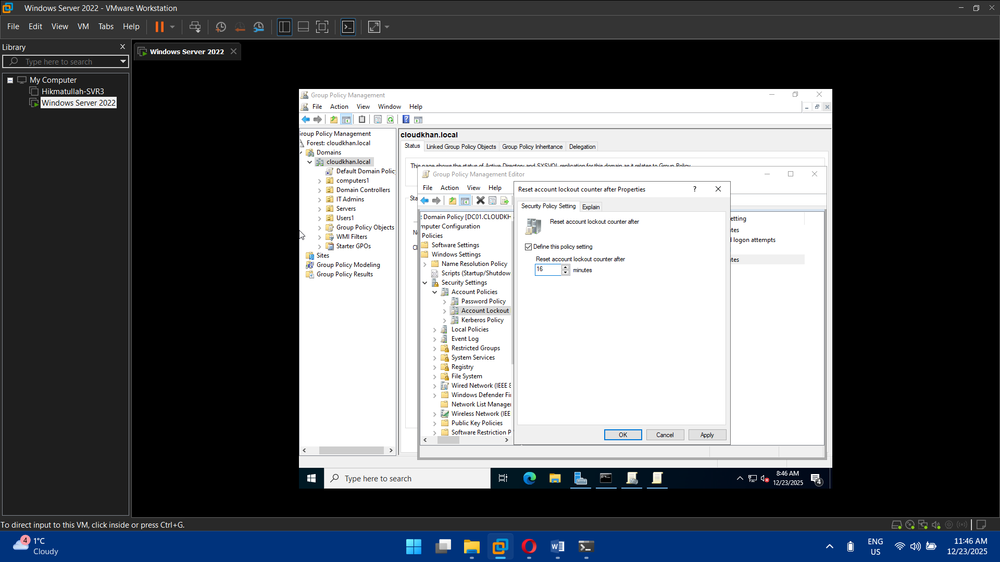 Windows Server 2022 - VMware Workstation
File Edit View VM Tabs Help
Library
Type here to search
My Computer
Hikmatullah-SVR3
Windows Server 2022
Windows Server 2022
Group Policy Management
File Action View Window Help
Group Policy Management
Forest: cloudkhan.local
Domains
cloudkhan.local
Default Domain Polic
computers1
Domain Controllers
IT Admins
Servers
Users1
Group Policy Objects
WMI Filters
Starter GPOs
Sites
Group Policy Modeling
Group Policy Results
cloudkhan.local
Status Linked Group Policy Objects Group Policy Inheritance Delegation
This page shows the status of Active Directory and SYSVOL replication for this domain as it relates to Group Policy.
Sta
Group Policy Management Editor
File Action View Help
t Domain Policy [DC01.CLOUDKH
mputer Configuration
Policies
Software Settings
Windows Settings
Name Resolution Policy
Scripts (Startup/Shutdow
Security Settings
Account Policies
Password Policy
Account Lockout
Kerberos Policy
Local Policies
Event Log
Restricted Groups
System Services
Registry
File System
Wired Network (IEEE 8
Windows Defender Fir
Network List Manager
Wireless Network (IEE
Public Key Policies
Software Restriction P
Reset account lockout counter after Properties
?
Security Policy Setting Explain
Reset account lockout counter after
Define this policy setting
Reset account lockout counter after
16 minutes
OK Cancel Apply
etting
tes
logon attempts
tes
Type here to search
8:46 AM
12/23/2025
4
To direct input to this VM, click inside or press Ctrl+G.
4
1°C
Cloudy
ENG
US
11:46 AM
12/23/2025